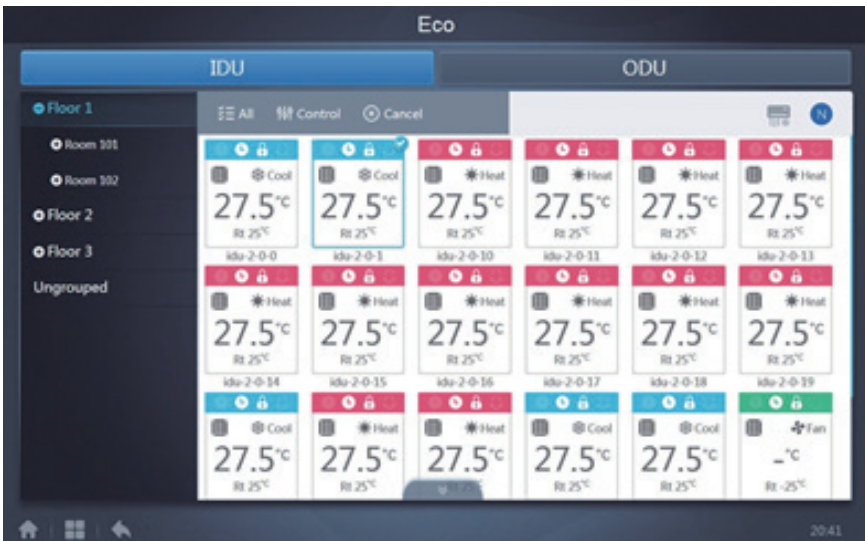 Eco
IDU
ODU
Floor 1
Room 101
Room 102
Floor 2
Floor 3
Ungrouped
All
Control
Cancel
N
Cool
27.5°C
Rt 25°C
idu-2-0-0
Cool
27.5°C
Rt 25°C
idu-2-0-1
Heat
27.5°C
Rt 25°C
idu-2-0-10
Heat
27.5°C
Rt 25°C
idu-2-0-11
Heat
27.5°C
Rt 25°C
idu-2-0-12
Heat
27.5°C
Rt 25°C
idu-2-0-13
Heat
27.5°C
Rt 25°C
idu-2-0-14
Heat
27.5°C
Rt 25°C
idu-2-0-15
Heat
27.5°C
Rt 25°C
idu-2-0-16
Heat
27.5°C
Rt 25°C
idu-2-0-17
Heat
27.5°C
Rt 25°C
idu-2-0-18
Heat
27.5°C
Rt 25°C
idu-2-0-19
Cool
27.5°C
Rt 25°C
Heat
27.5°C
Rt 25°C
Heat
27.5°C
25°C
Cool
27.5°C
Rt 25°C
Cool
27.5°C
Rt 25°C
Fan
_°C
Rt -25°C
20:41